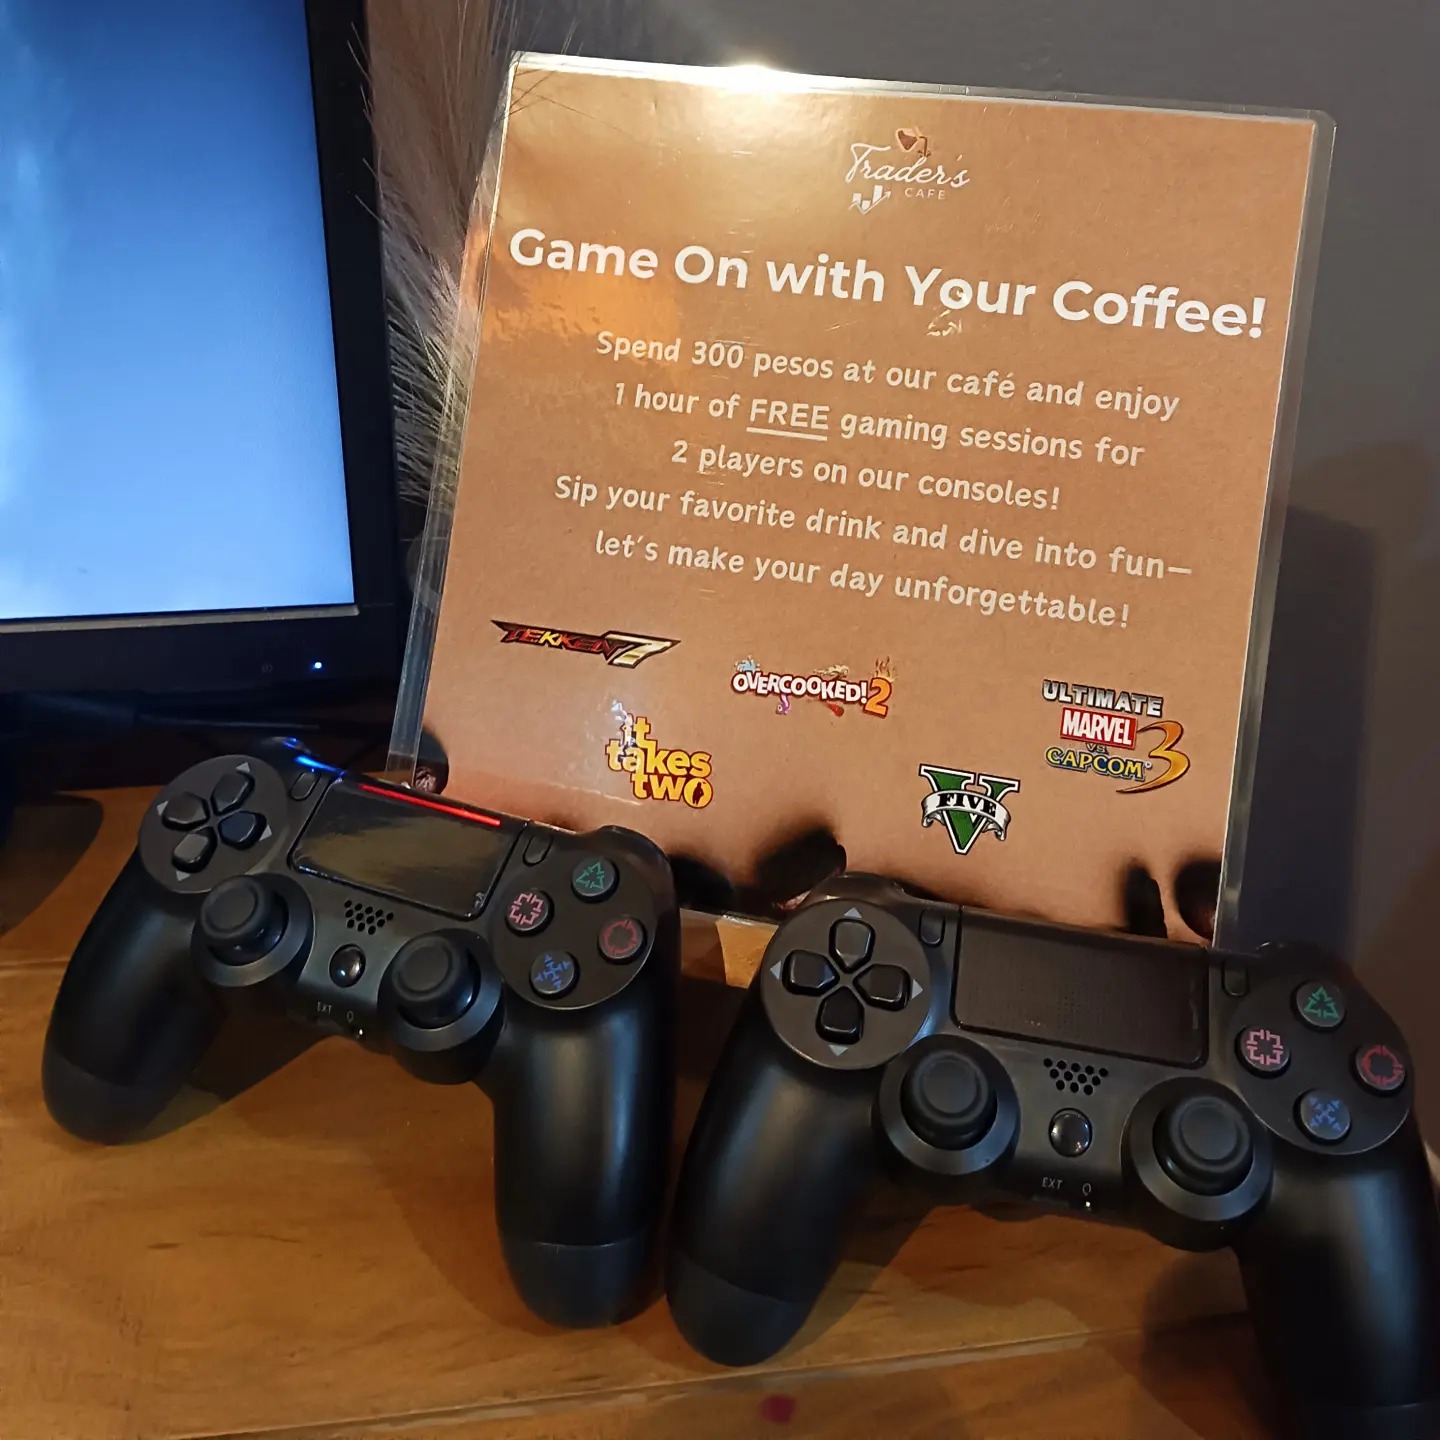 Trader's
CAFE
Game On with Your Coffee!
Spend 300 pesos at our café and enjoy
1 hour of FREE gaming sessions for
2 players on our consoles!
Sip your favorite drink and dive into fun—
let's make your day unforgettable!
TEKKEN 7
OVERCOOKED! 2
ULTIMATE
MARVEL
VS
CAPCOM 3
it
takes
two
V
FIVE
EXT
EXT